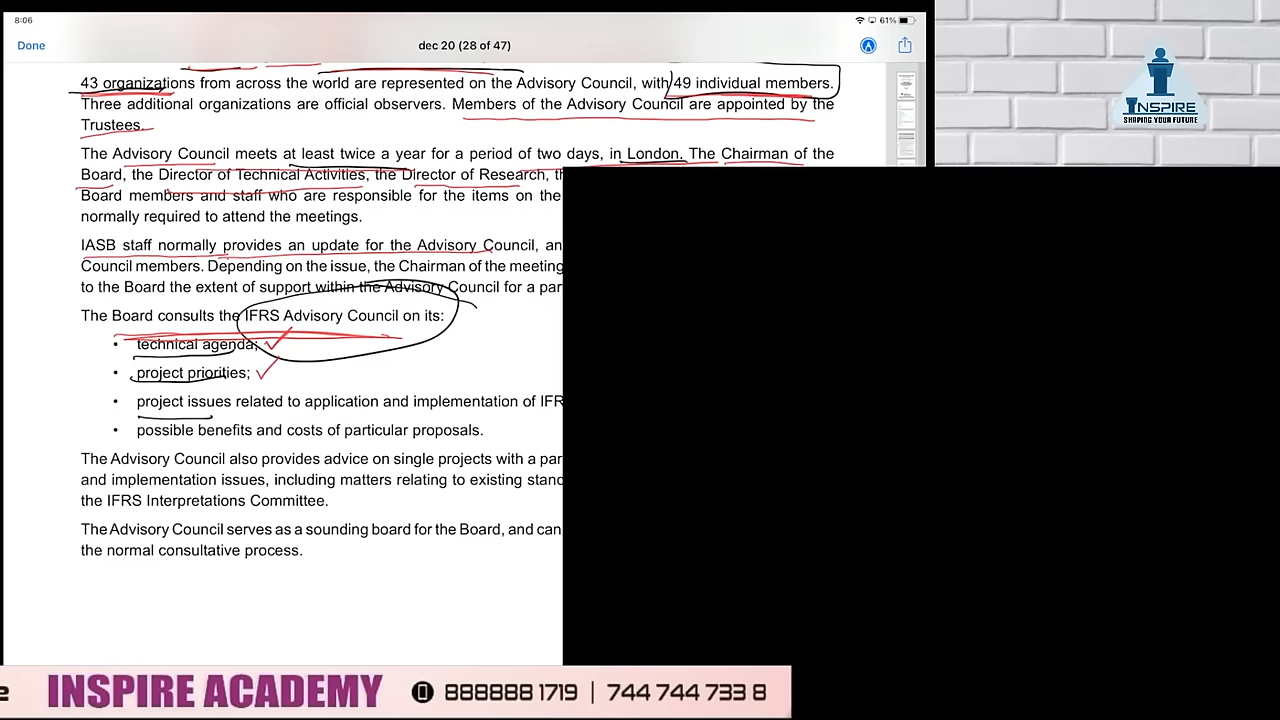 8:06
61%
Done
dec 20 (28 of 47)
43 organizations from across the world are represented on the Advisory Council, with 49 individual members.
Three additional organizations are official observers. Members of the Advisory Council are appointed by the
Trustees.
The Advisory Council meets at least twice a year for a period of two days, in London. The Chairman of the
Board, the Director of Technical Activities, the Director of Research,
Board members and staff who are responsible for the items on the
normally required to attend the meetings.
IASB staff normally provides an update for the Advisory Council,
Council members. Depending on the issue, the Chairman of the meeting
to the Board the extent of support within the Advisory Council for a
The Board consults the IFRS Advisory Council on its:
• technical agenda;
• project priorities;
• project issues related to application and implementation of
• possible benefits and costs of particular proposals.
The Advisory Council also provides advice on single projects with a
and implementation issues, including matters relating to existing
the IFRS Interpretations Committee.
The Advisory Council serves as a sounding board for the Board, and can
the normal consultative process.
INSPIRE
SHAPING YOUR FUTURE
INSPIRE ACADEMY 888888 1719 | 744 744 733 8